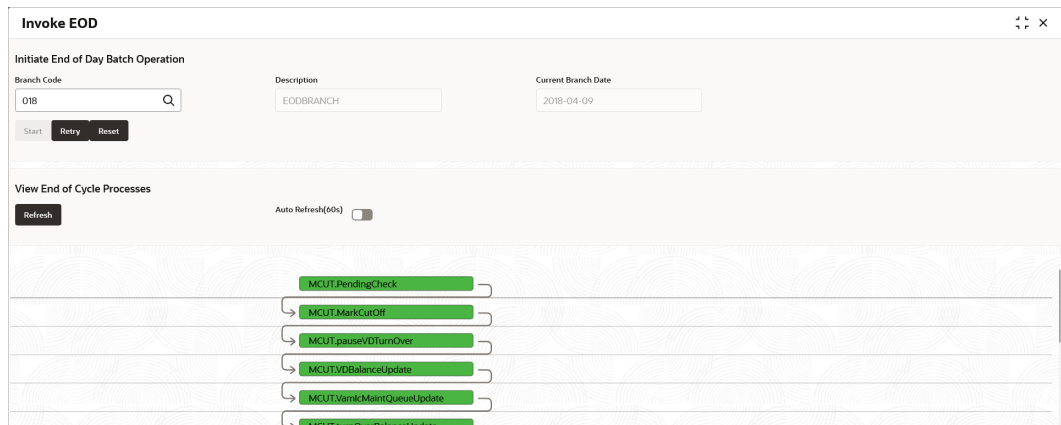 Invoke EOD
Initiate End of Day Batch Operation
Branch Code Description Current Branch Date
018 EODBRANCH 2018-04-09
Start Retry Reset
View End of Cycle Processes
Refresh Auto Refresh(60s)
MCUT.PendingCheck
MCUT.MarkCutOff
MCUT.pauseVDTurnOver
MCUT.VDBalanceUpdate
MCUT.VamIcMaintQueueUpdate